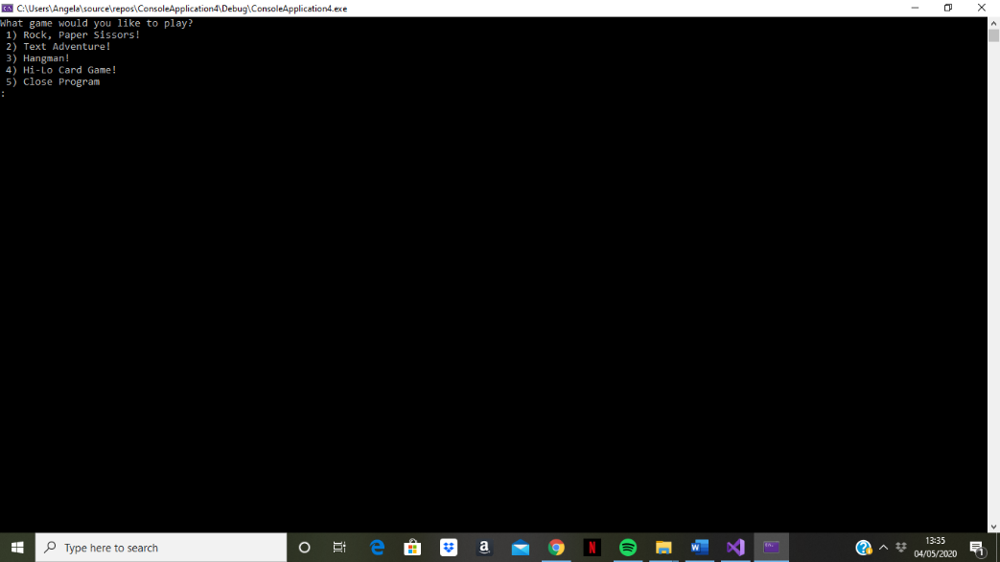 C:\Users\Angela\source\repos\ConsoleApplication4\Debug\ConsoleApplication4.exe
What game would you like to play?
1) Rock, Paper Sissors!
2) Text Adventure!
3) Hangman!
4) Hi-Lo Card Game!
5) Close Program
:
Type here to search
13:35
04/05/2020
1